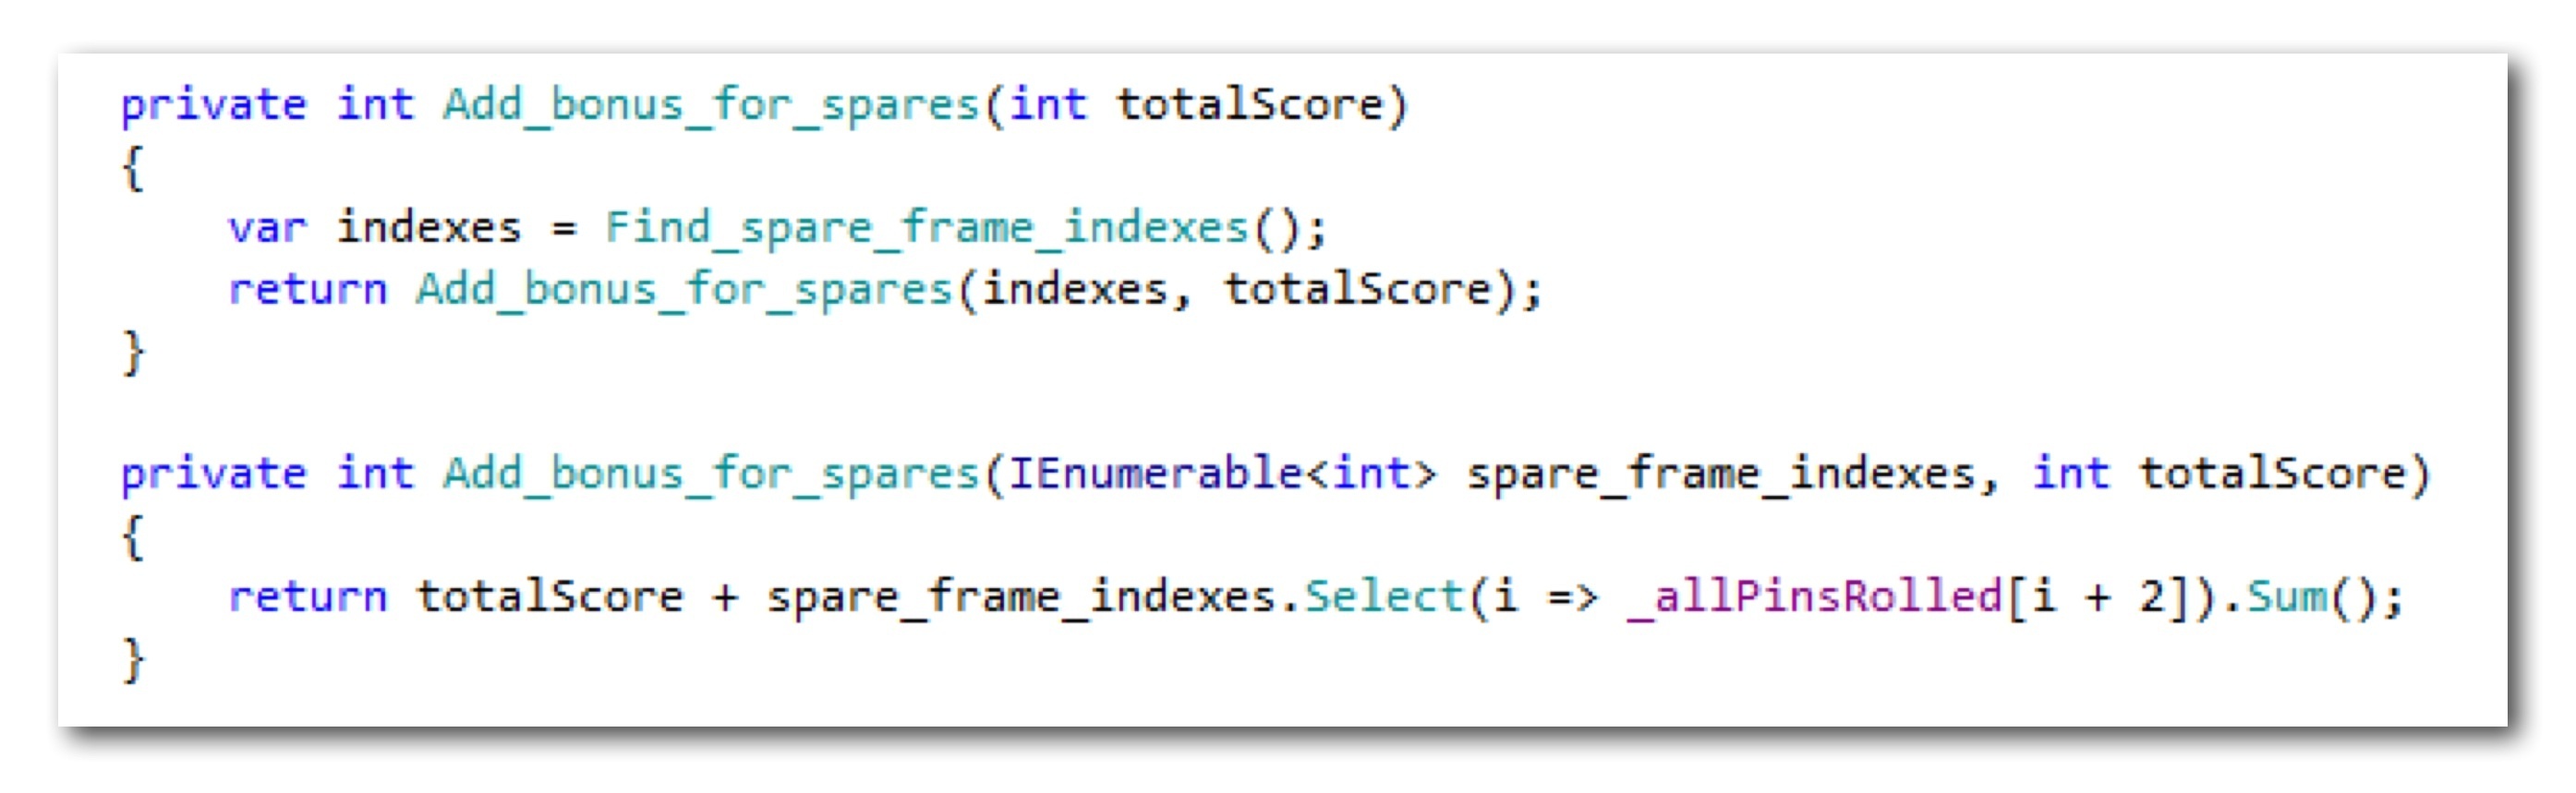 private int Add_bonus_for_spares(int totalScore)
{
    var indexes = Find_spare_frame_indexes();
    return Add_bonus_for_spares(indexes, totalScore);
}

private int Add_bonus_for_spares(IEnumerable<int> spare_frame_indexes, int totalScore)
{
    return totalScore + spare_frame_indexes.Select(i => _allPinsRolled[i + 2]).Sum();
}